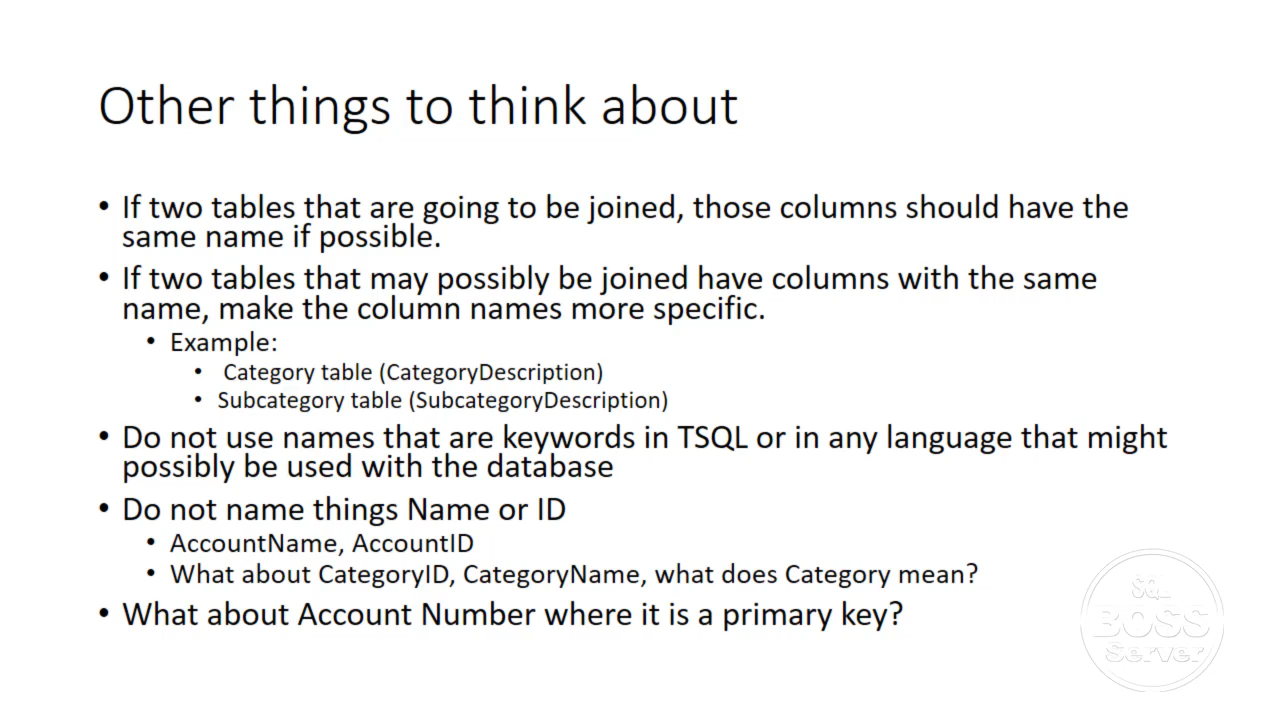 Other things to think about
• If two tables that are going to be joined, those columns should have the
same name if possible.
• If two tables that may possibly be joined have columns with the same
name, make the column names more specific.
• Example:
• Category table (CategoryDescription)
• Subcategory table (SubcategoryDescription)
• Do not use names that are keywords in TSQL or in any language that might
possibly be used with the database
• Do not name things Name or ID
• AccountName, AccountID
• What about CategoryID, CategoryName, what does Category mean?
• What about Account Number where it is a primary key?
SQL
BOSS
Server